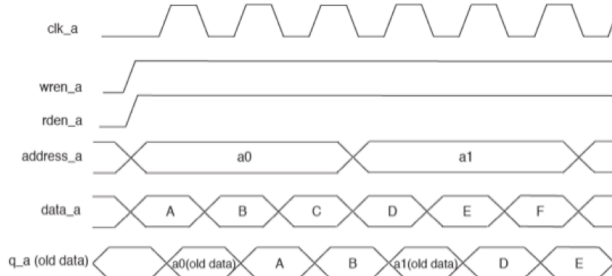 clk_a
wren_a
rden_a
address_a a0 a1
data_a A B C D E F
q_a (old data) a0(old data) A B a1(old data) D E